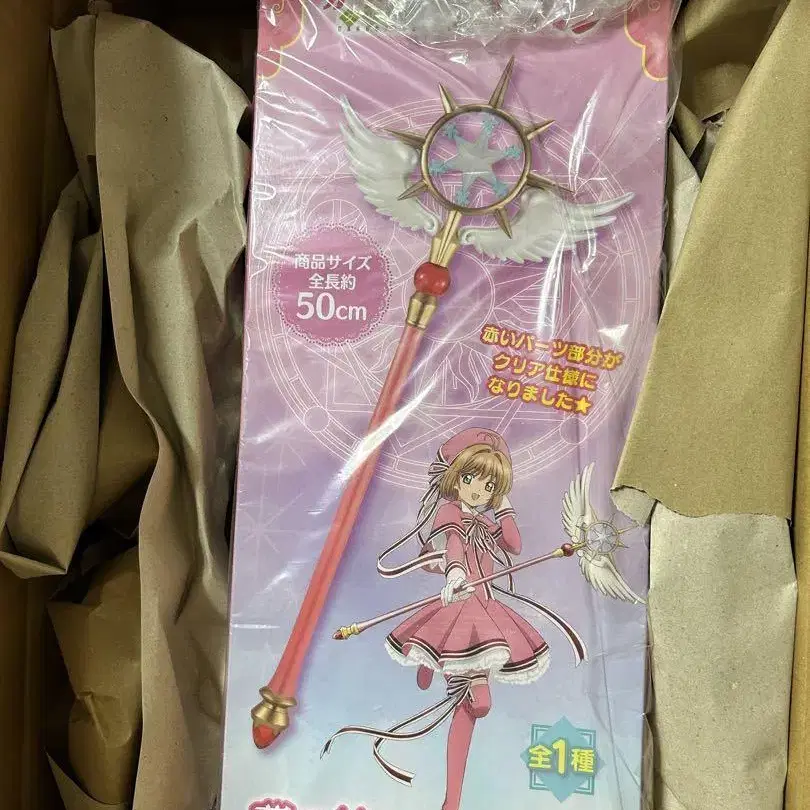 商品サイズ
全長約
50cm
赤いパーツ部分が
クリア仕様に
なりました★
全1種